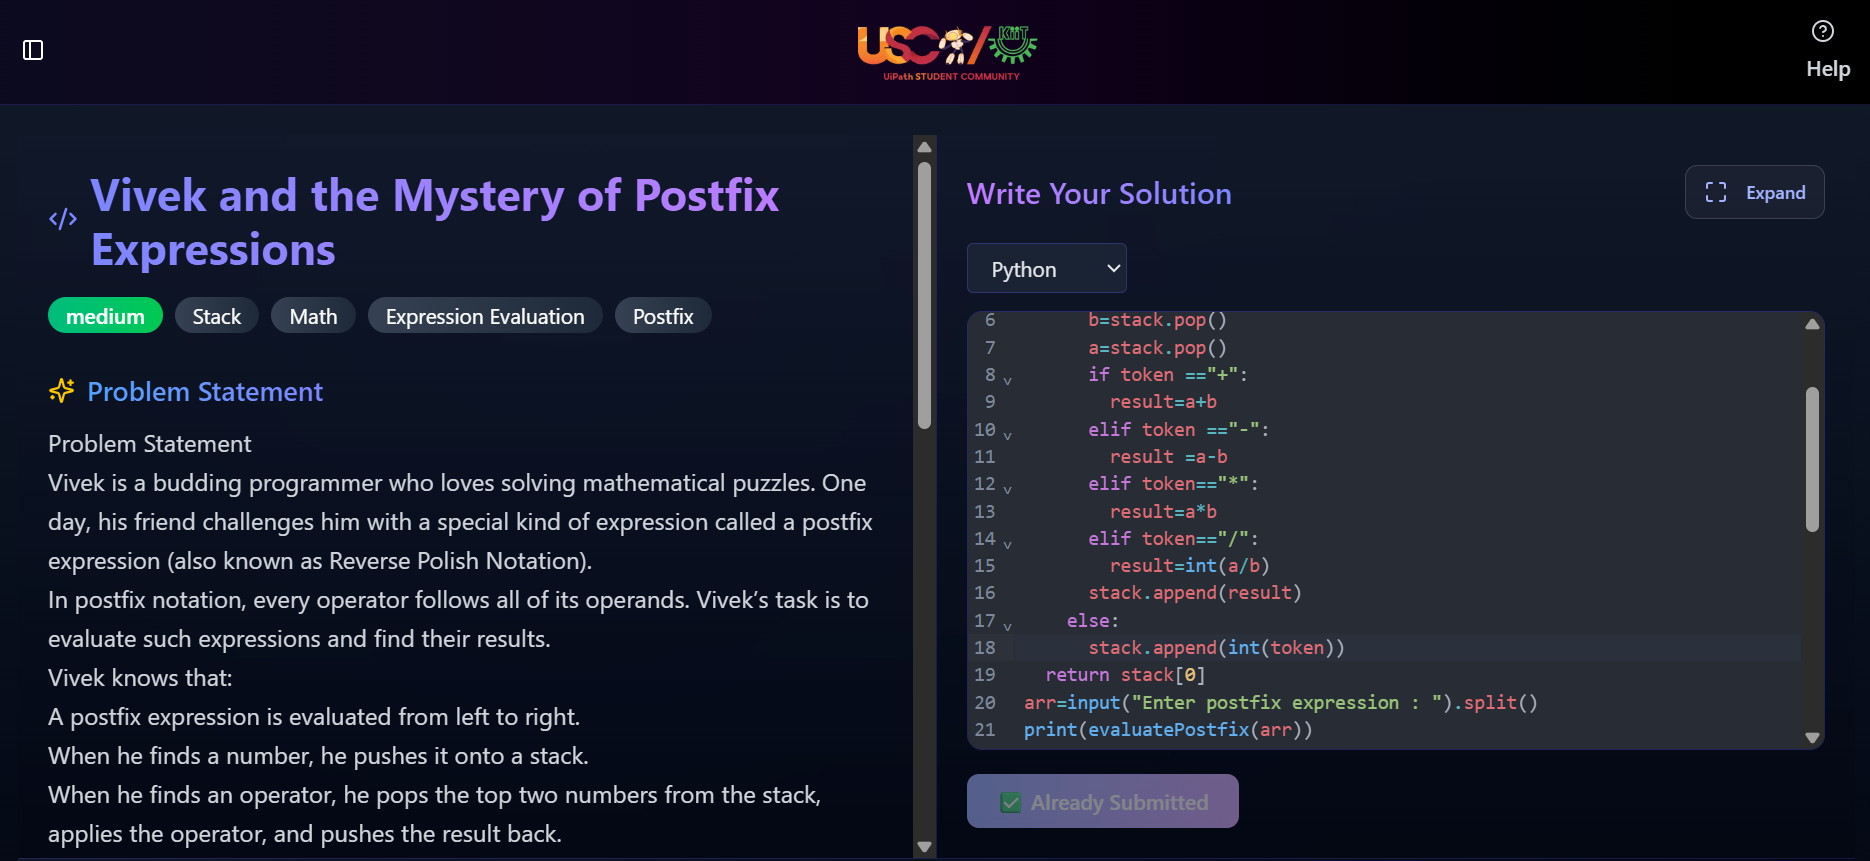 USC/KIIT
UiPath STUDENT COMMUNITY
Help
Vivek and the Mystery of Postfix
Expressions
medium
Stack
Math
Expression Evaluation
Postfix
Problem Statement
Problem Statement
Vivek is a budding programmer who loves solving mathematical puzzles. One
day, his friend challenges him with a special kind of expression called a postfix
expression (also known as Reverse Polish Notation).
In postfix notation, every operator follows all of its operands. Vivek’s task is to
evaluate such expressions and find their results.
Vivek knows that:
A postfix expression is evaluated from left to right.
When he finds a number, he pushes it onto a stack.
When he finds an operator, he pops the top two numbers from the stack,
applies the operator, and pushes the result back.
Write Your Solution
Expand
Python
6 b=stack.pop()
7 a=stack.pop()
8 if token =="+":
9 result=a+b
10 elif token =="-":
11 result =a-b
12 elif token=="*":
13 result=a*b
14 elif token=="/":
15 result=int(a/b)
16 stack.append(result)
17 else:
18 stack.append(int(token))
19 return stack[0]
20 arr=input("Enter postfix expression : ").split()
21 print(evaluatePostfix(arr))
Already Submitted